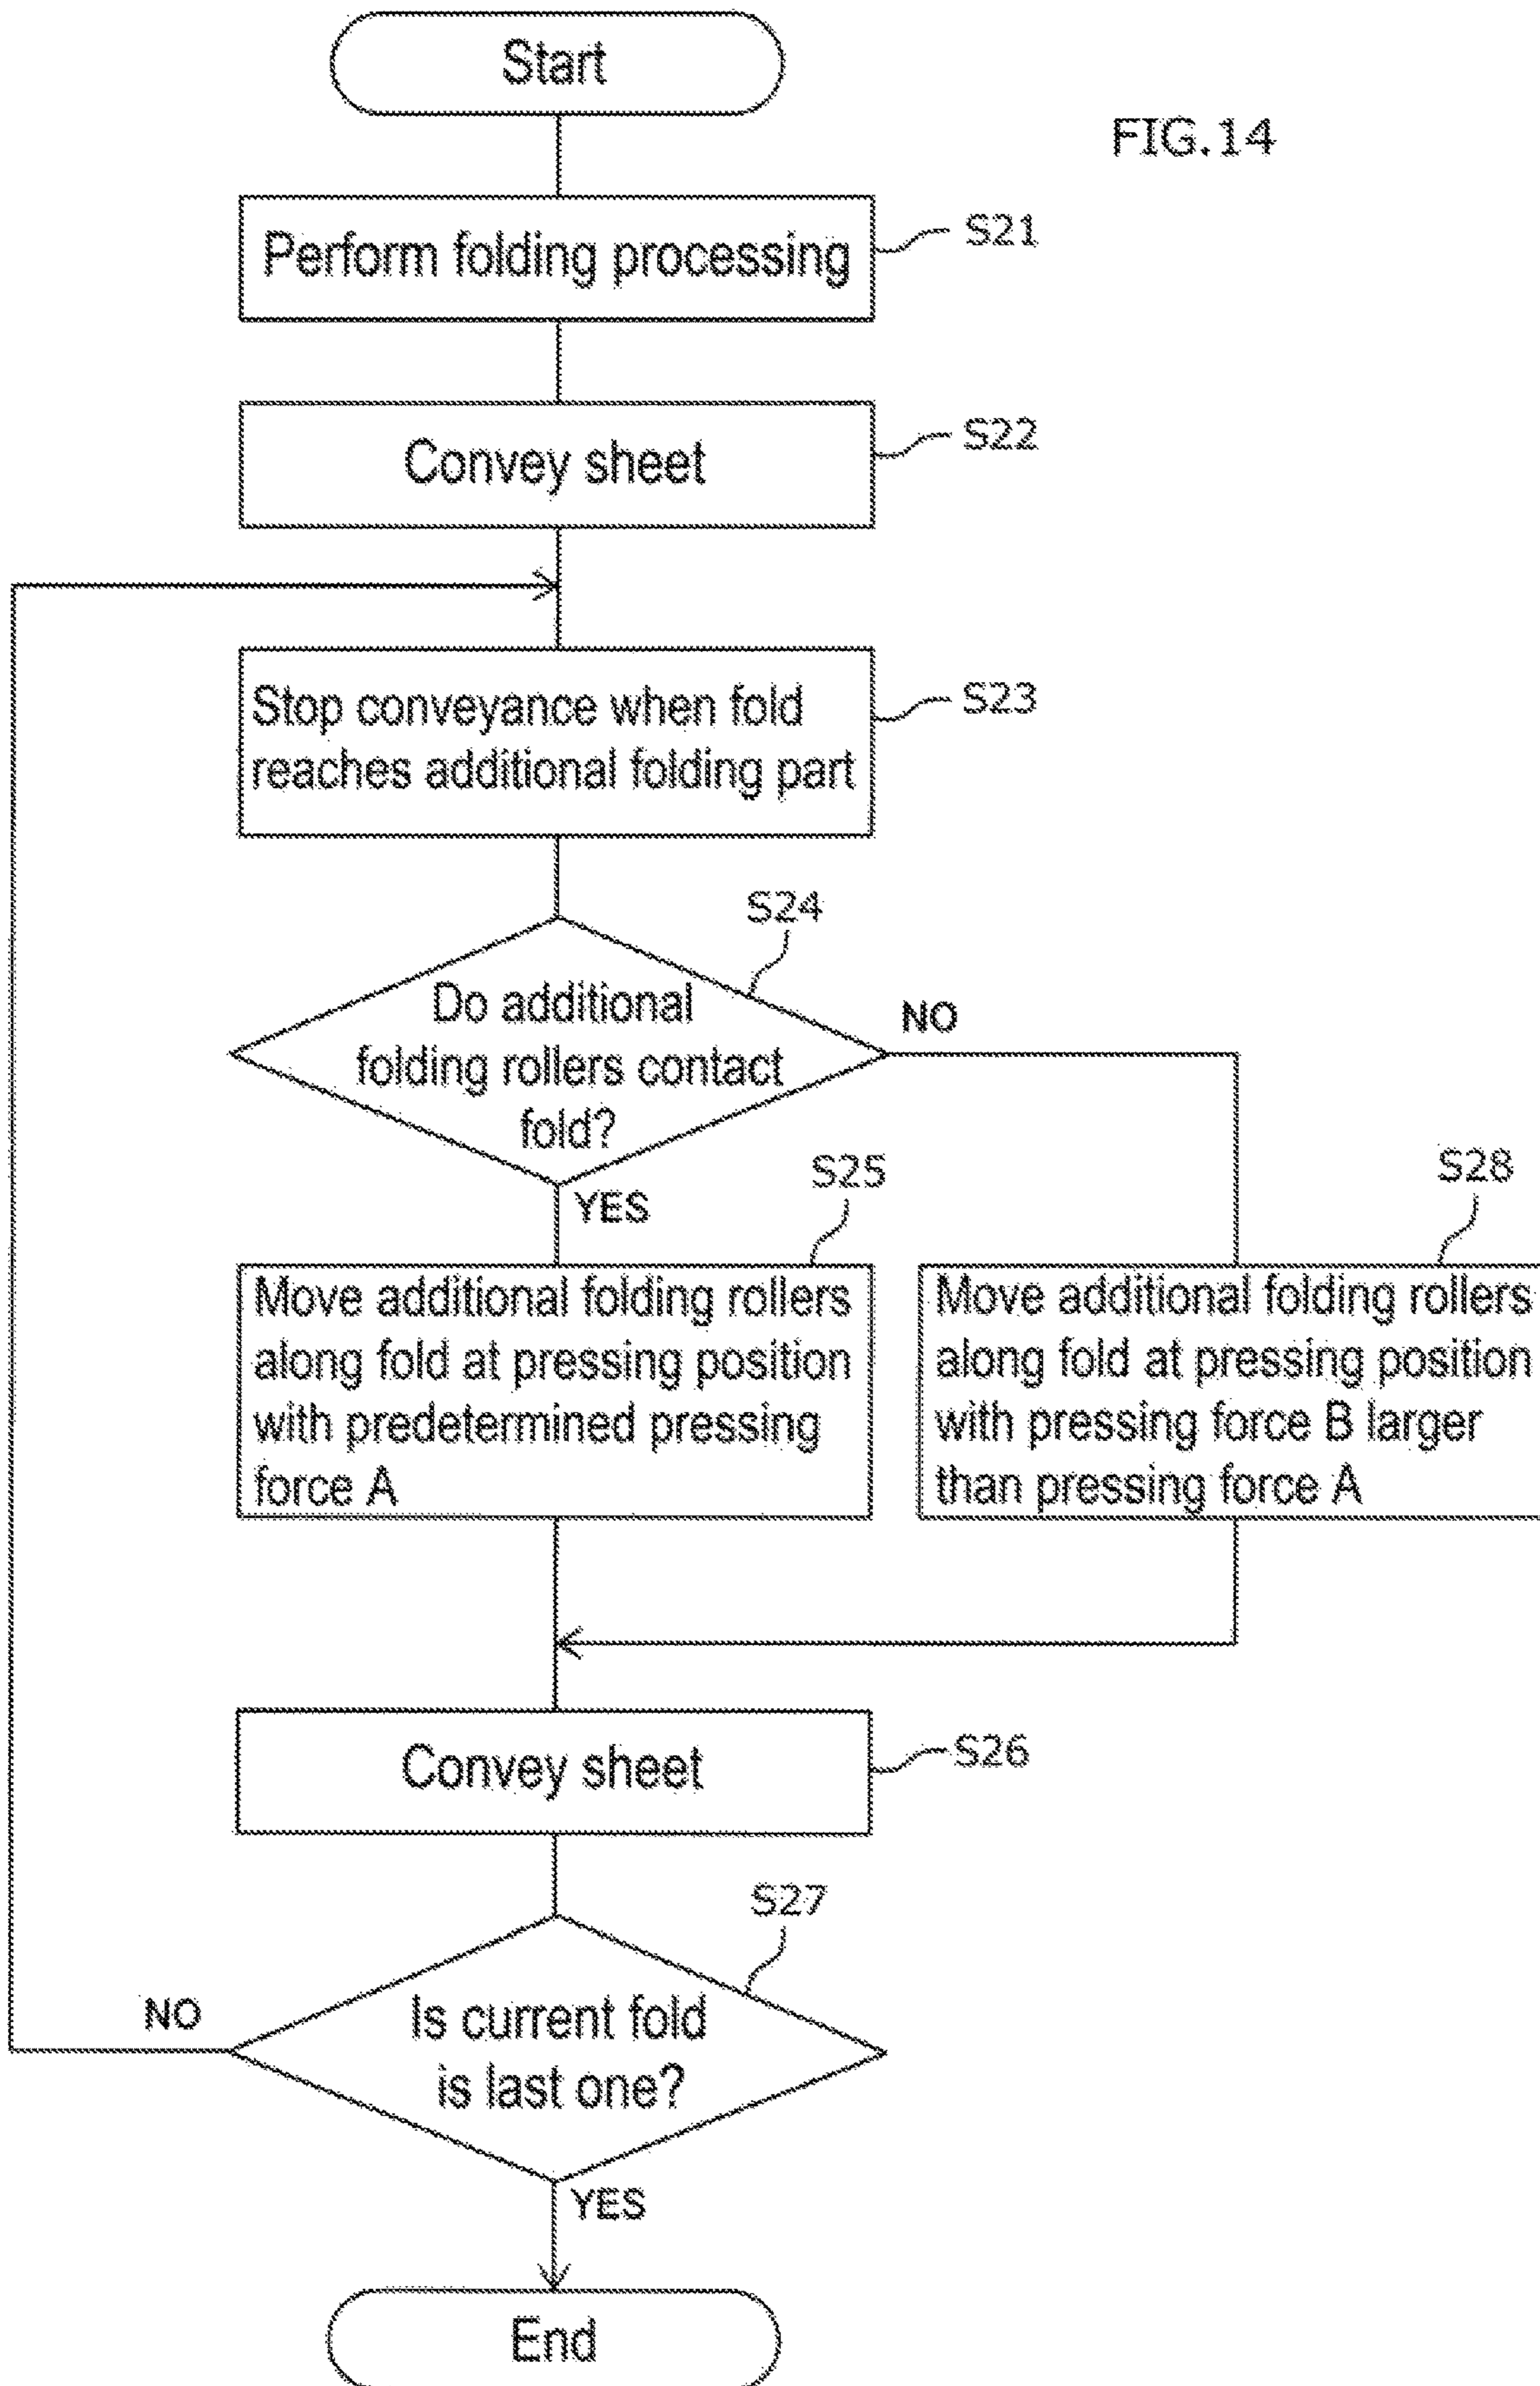 Start
FIG.14
Perform folding processing
S21
Convey sheet
S22
Stop conveyance when fold
reaches additional folding part
S23
S24
Do additional
folding rollers contact
fold?
NO
YES
S25
Move additional folding rollers
along fold at pressing position
with predetermined pressing
force A
S28
Move additional folding rollers
along fold at pressing position
with pressing force B larger
than pressing force A
Convey sheet
S26
S27
Is current fold
is last one?
NO
YES
End